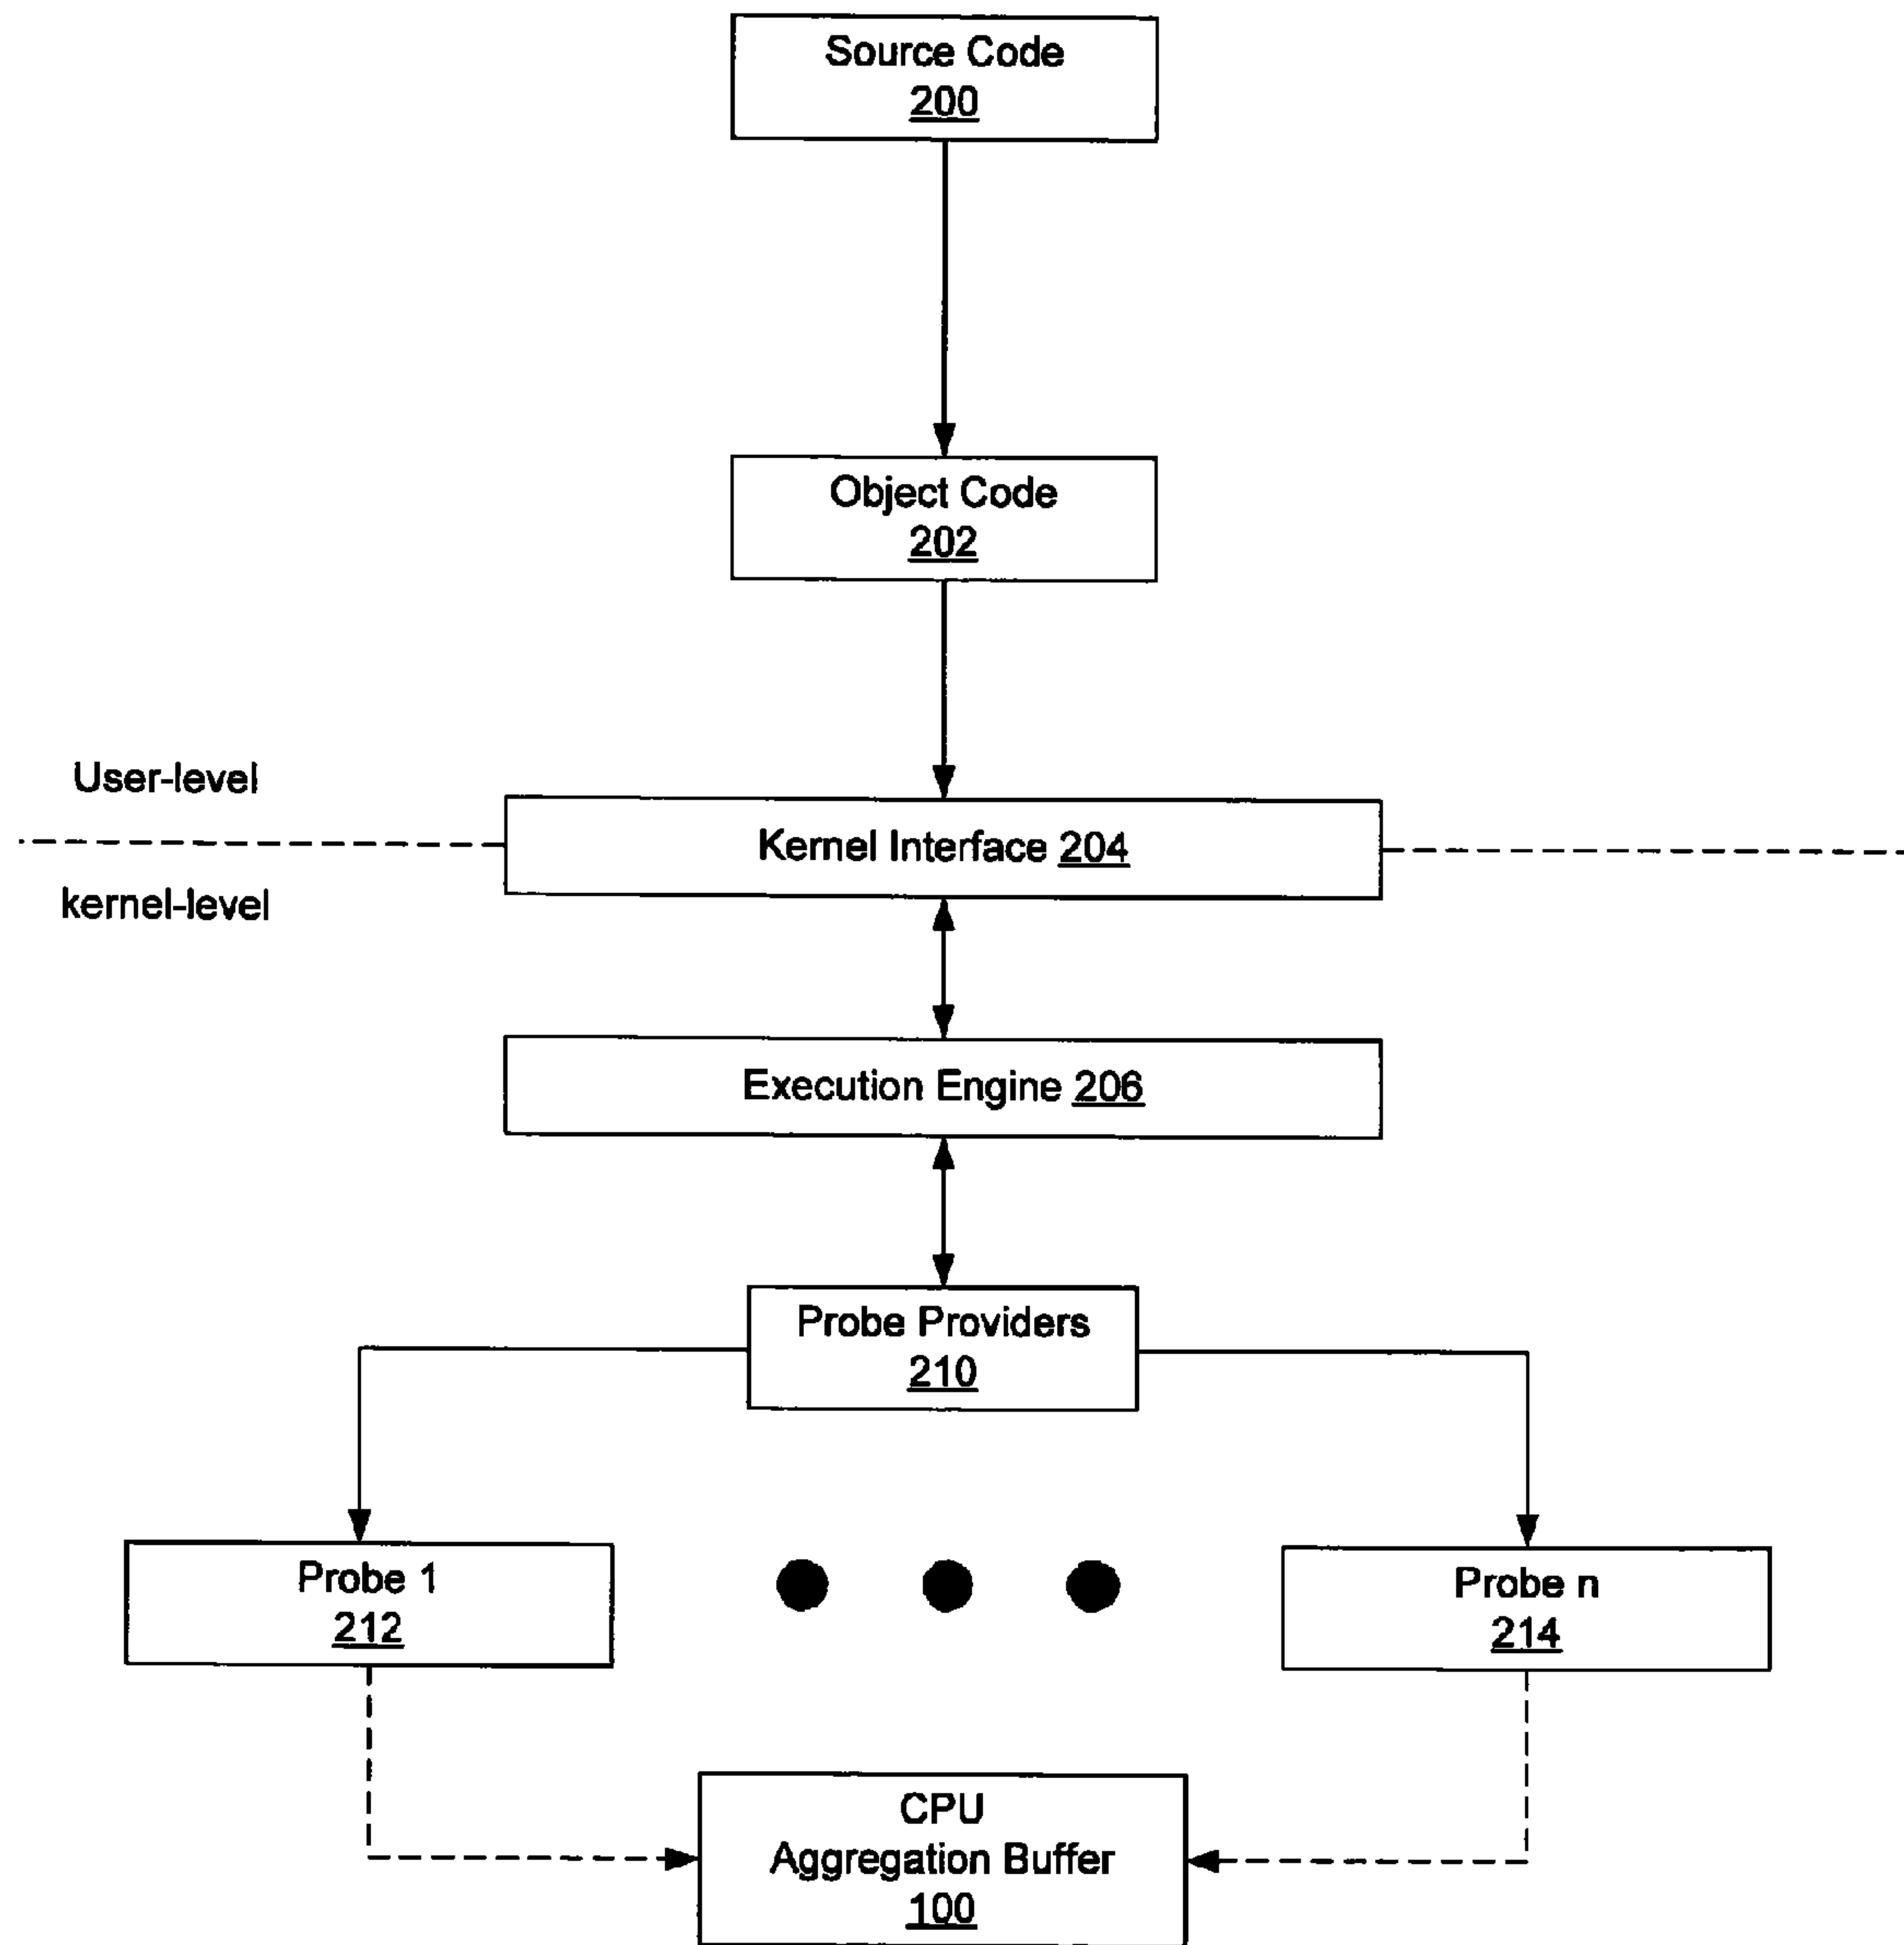 Source Code
200
Object Code
202
User-level
Kernel Interface 204
kernel-level
Execution Engine 206
Probe Providers
210
Probe 1
212
Probe n
214
CPU
Aggregation Buffer
100